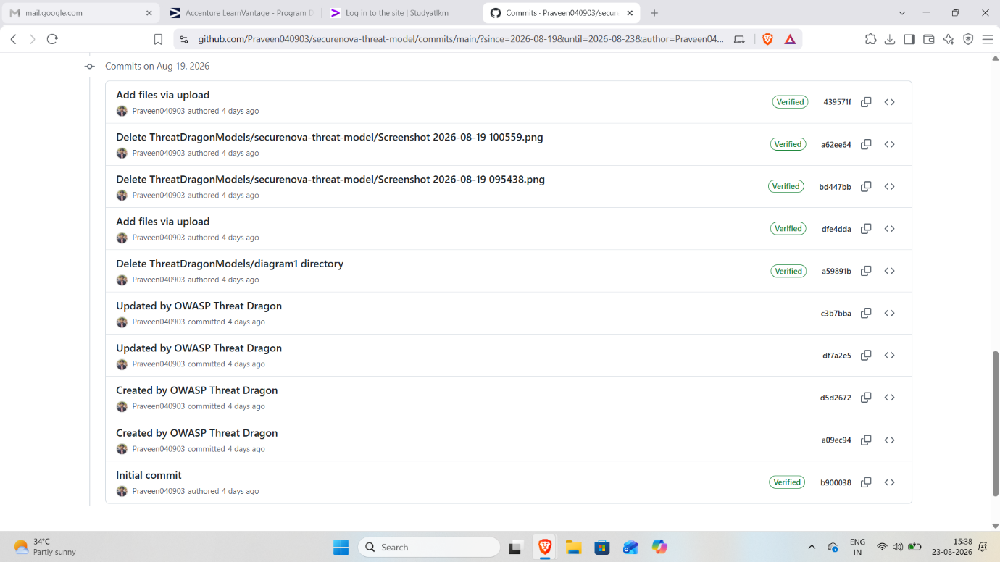 mail.google.com
Accenture LearnVantage - Program D
Log in to the site | Studyatlkm
Commits · Praveen040903/secur
github.com/Praveen040903/securenova-threat-model/commits/main/?since=2026-08-19&until=2026-08-23&author=Praveen04...
Commits on Aug 19, 2026
Add files via upload
Praveen040903 authored 4 days ago
Verified
439571f
Delete ThreatDragonModels/securenova-threat-model/Screenshot 2026-08-19 100559.png
Praveen040903 authored 4 days ago
Verified
a62ee64
Delete ThreatDragonModels/securenova-threat-model/Screenshot 2026-08-19 095438.png
Praveen040903 authored 4 days ago
Verified
bd447bb
Add files via upload
Praveen040903 authored 4 days ago
Verified
dfe4dda
Delete ThreatDragonModels/diagram1 directory
Praveen040903 authored 4 days ago
Verified
a59891b
Updated by OWASP Threat Dragon
Praveen040903 committed 4 days ago
c3b7bba
Updated by OWASP Threat Dragon
Praveen040903 committed 4 days ago
df7a2e5
Created by OWASP Threat Dragon
Praveen040903 committed 4 days ago
d5d2672
Created by OWASP Threat Dragon
Praveen040903 committed 4 days ago
a09ec94
Initial commit
Praveen040903 authored 4 days ago
Verified
b900038
34°C
Partly sunny
Search
ENG
IN
15:38
23-08-2026